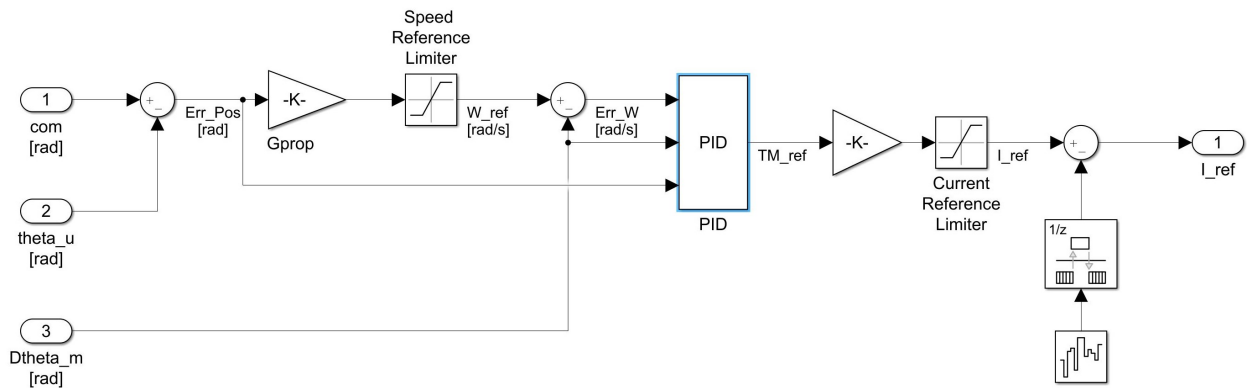 Speed
Reference
Limiter
1
com
[rad]
+
−
Err_Pos
[rad]
-K-
Gprop
W_ref
[rad/s]
+
−
Err_W
[rad/s]
PID
PID
TM_ref
-K-
Current
Reference
Limiter
I_ref
+
−
1
I_ref
2
theta_u
[rad]
1/z
3
Dtheta_m
[rad]